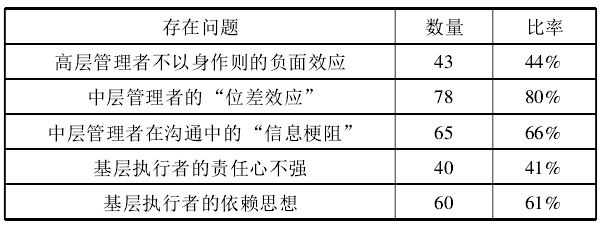 存在问题 数量 比率
高层管理者不以身作则的负面效应 43 44%
中层管理者的“位差效应” 78 80%
中层管理者在沟通中的“信息梗阻” 65 66%
基层执行者的责任心不强 40 41%
基层执行者的依赖思想 60 61%